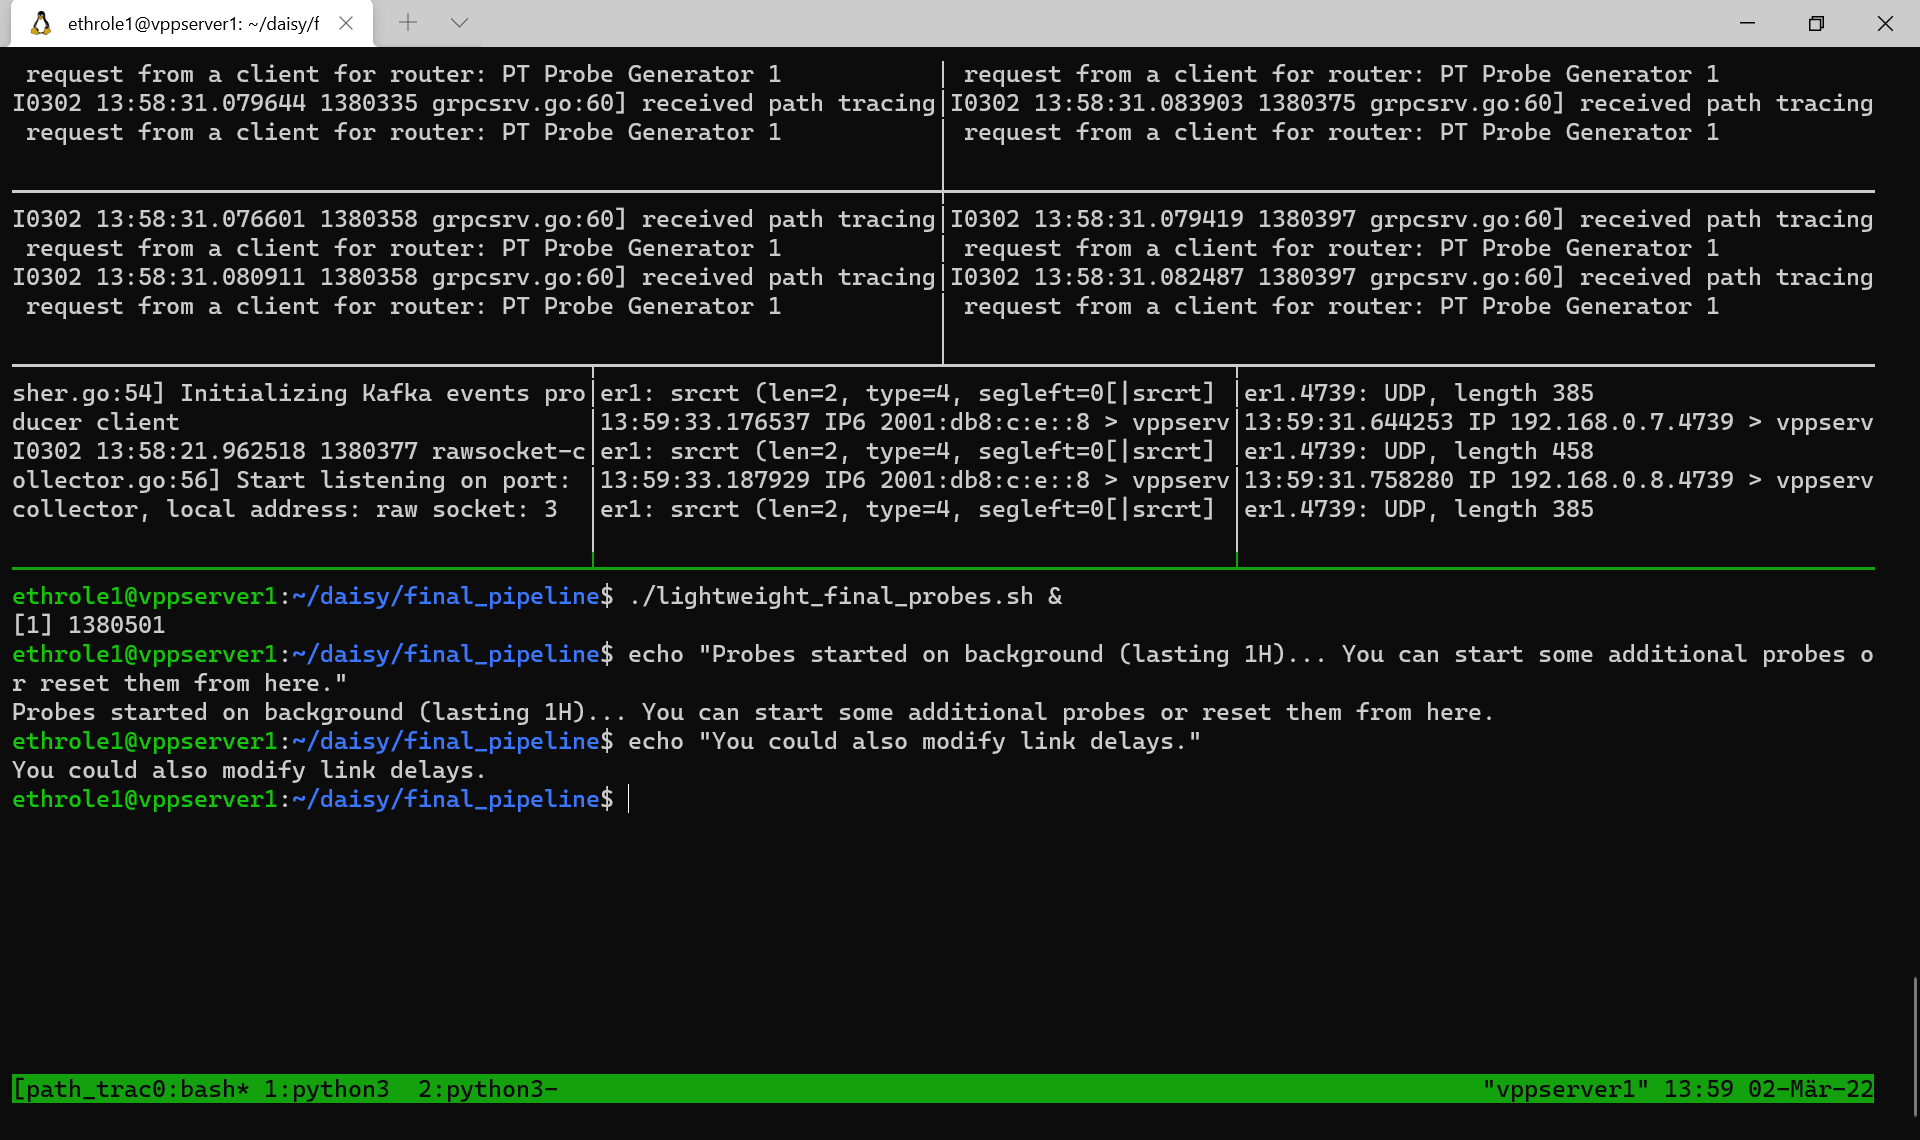 ethrole1@vppserver1: ~/daisy/f
request from a client for router: PT Probe Generator 1
I0302 13:58:31.079644 1380335 grpcsrv.go:60] received path tracing
request from a client for router: PT Probe Generator 1
request from a client for router: PT Probe Generator 1
I0302 13:58:31.083903 1380375 grpcsrv.go:60] received path tracing
request from a client for router: PT Probe Generator 1
I0302 13:58:31.076601 1380358 grpcsrv.go:60] received path tracing
request from a client for router: PT Probe Generator 1
I0302 13:58:31.080911 1380358 grpcsrv.go:60] received path tracing
request from a client for router: PT Probe Generator 1
I0302 13:58:31.079419 1380397 grpcsrv.go:60] received path tracing
request from a client for router: PT Probe Generator 1
I0302 13:58:31.082487 1380397 grpcsrv.go:60] received path tracing
request from a client for router: PT Probe Generator 1
sher.go:54] Initializing Kafka events pro
ducer client
I0302 13:58:21.962518 1380377 rawsocket-c
ollector.go:56] Start listening on port:
collector, local address: raw socket: 3
er1: srcrt (len=2, type=4, segleft=0[|srcrt]
13:59:33.176537 IP6 2001:db8:c:e::8 > vppserv
er1: srcrt (len=2, type=4, segleft=0[|srcrt]
13:59:33.187929 IP6 2001:db8:c:e::8 > vppserv
er1: srcrt (len=2, type=4, segleft=0[|srcrt]
er1.4739: UDP, length 385
13:59:31.644253 IP 192.168.0.7.4739 > vppserv
er1.4739: UDP, length 458
13:59:31.758280 IP 192.168.0.8.4739 > vppserv
er1.4739: UDP, length 385
ethrole1@vppserver1:~/daisy/final_pipeline$ ./lightweight_final_probes.sh &
[1] 1380501
ethrole1@vppserver1:~/daisy/final_pipeline$ echo "Probes started on background (lasting 1H)... You can start some additional probes o
r reset them from here."
Probes started on background (lasting 1H)... You can start some additional probes or reset them from here.
ethrole1@vppserver1:~/daisy/final_pipeline$ echo "You could also modify link delays."
You could also modify link delays.
ethrole1@vppserver1:~/daisy/final_pipeline$
[path_trac0:bash* 1:python3  2:python3- "vppserver1" 13:59 02-Mär-22